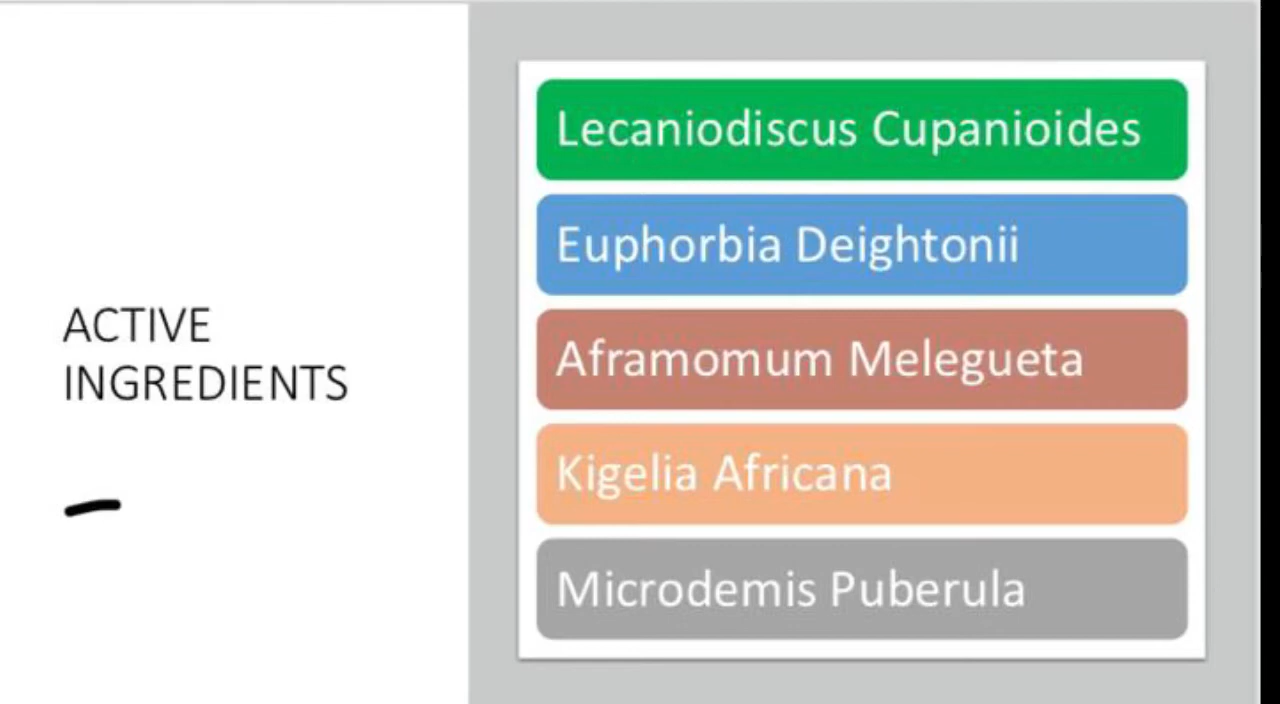 ACTIVE
INGREDIENTS
Lecaniodiscus Cupanioides
Euphorbia Deightonii
Aframomum Melegueta
Kigelia Africana
Microdemis Puberula